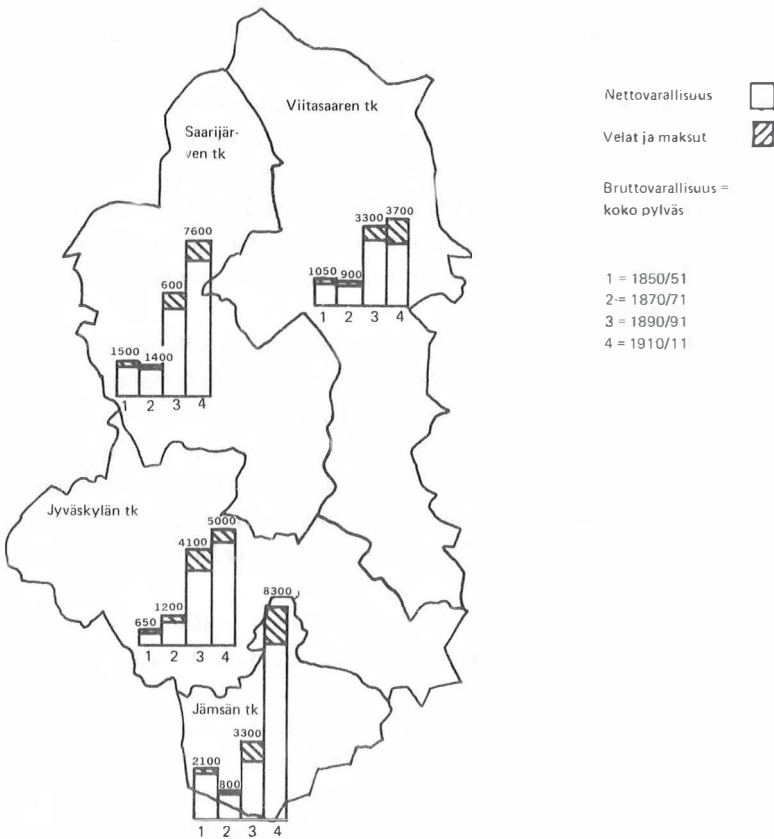 Viitasaaren tk
Saarijär-
ven tk
7600
600
1500
1400
1 2 3 4
3300
3700
1050
900
1 2 3 4
Nettovarallisuus
Velat ja maksut
Bruttovarallisuus =
koko pylväs
1 = 1850/51
2 = 1870/71
3 = 1890/91
4 = 1910/11
Jyväskylän tk
5000
4100
1200
650
1 2 3 4
8300
Jämsän tk
3300
2100
800
1 2 3 4